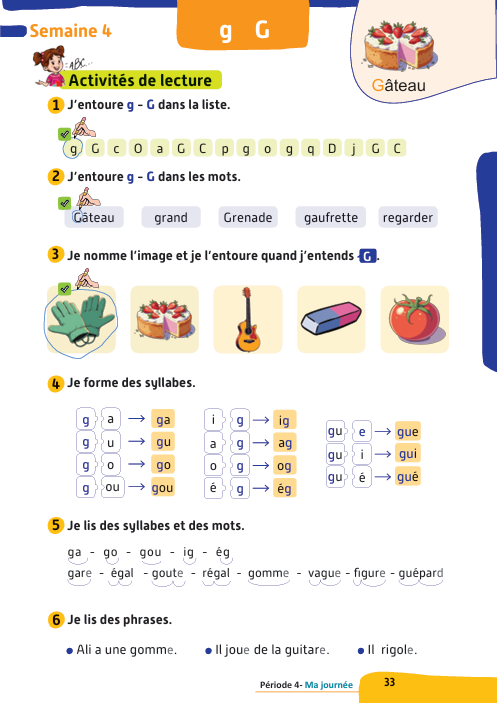 Semaine 4
g G
Gâteau
ABC...
Activités de lecture
1 J'entoure g - G dans la liste.
g G c O a G C p g o g q D j G C
2 J'entoure g - G dans les mots.
Gâteau grand Grenade gaufrette regarder
3 Je nomme l'image et je l'entoure quand j'entends G.
4 Je forme des syllabes.
g a → ga i g → ig gu e → gue
g u → gu a g → ag gu i → gui
g o → go o g → og gu é → gué
g ou → gou é g → ég
5 Je lis des syllabes et des mots.
ga - go - gou - ig - ég
gare - égal - goute - régal - gomme - vague - figure - guépard
6 Je lis des phrases.
• Ali a une gomme. • Il joue de la guitare. • Il rigole.
Période 4- Ma journée 33